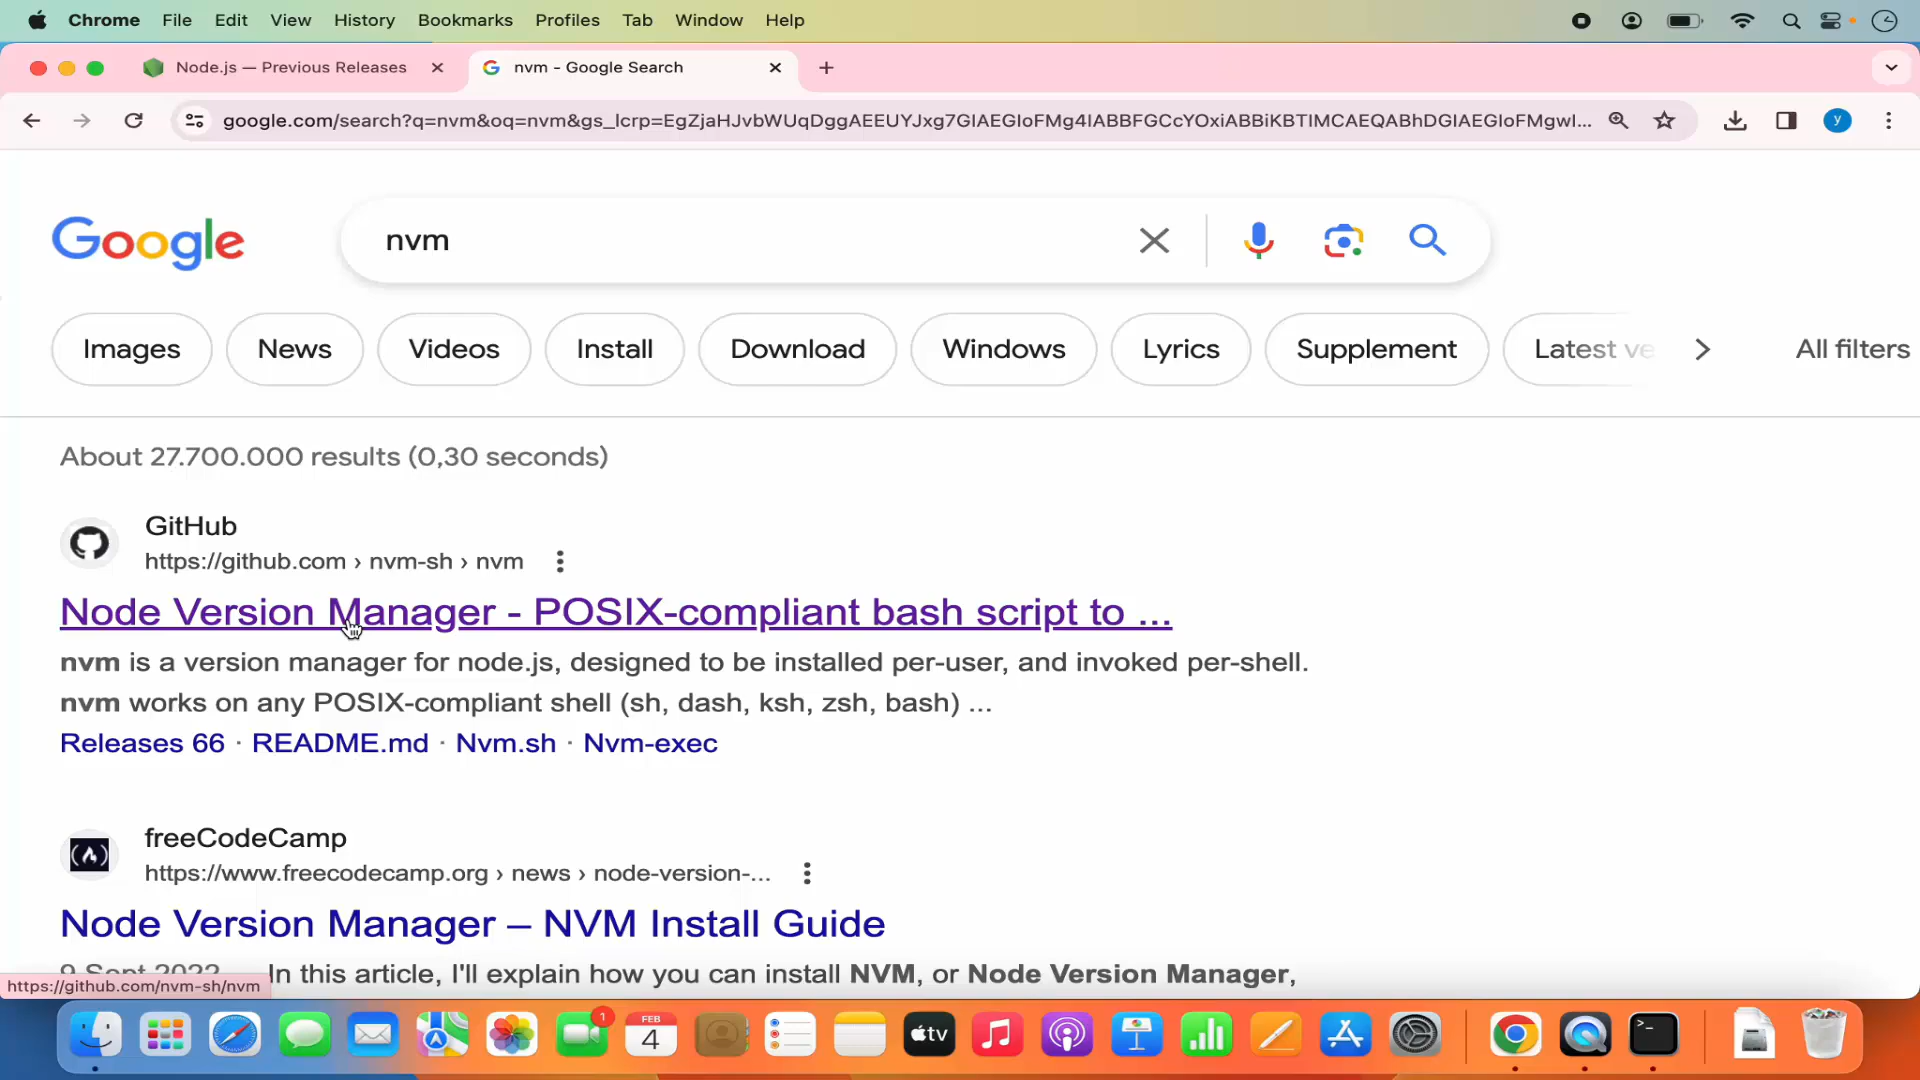 Chrome File Edit View History Bookmarks Profiles Tab Window Help
Node.js — Previous Releases
nvm - Google Search
google.com/search?q=nvm&oq=nvm&gs_lcrp=EgZjaHJvbWUqDggAEEUYJxg7GIAEGIoFMg4IABBFGCcYOxiABBiKBTIMCAEQABhDGIAEGIoFMgwI...
y
Google
nvm
Images News Videos Install Download Windows Lyrics Supplement Latest ve All filters
About 27.700.000 results (0,30 seconds)
GitHub
https://github.com › nvm-sh › nvm
Node Version Manager - POSIX-compliant bash script to ...
nvm is a version manager for node.js, designed to be installed per-user, and invoked per-shell.
nvm works on any POSIX-compliant shell (sh, dash, ksh, zsh, bash) ...
Releases 66 · README.md · Nvm.sh · Nvm-exec
freeCodeCamp
https://www.freecodecamp.org › news › node-version-...
Node Version Manager – NVM Install Guide
9 Sept 2022 In this article, I'll explain how you can install NVM, or Node Version Manager,
https://github.com/nvm-sh/nvm
1
FEB
4
tv